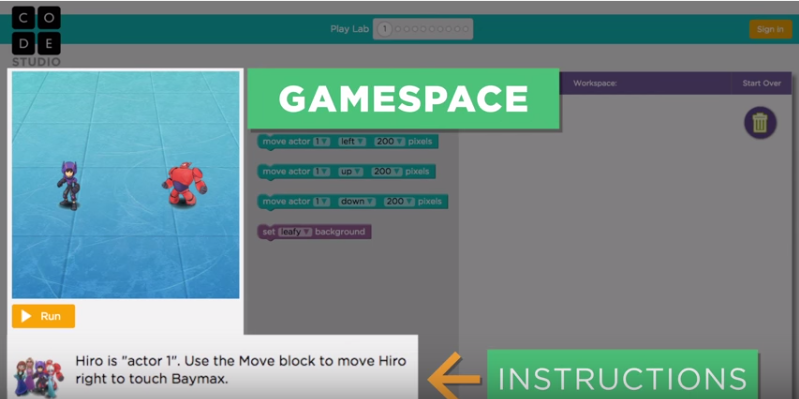 CODE
STUDIO
Play Lab 1
Sign In
GAMESPACE
Workspace:
Start Over
move actor 1 left 200 pixels
move actor 1 up 200 pixels
move actor 1 down 200 pixels
set leafy background
Run
Hiro is "actor 1". Use the Move block to move Hiro
right to touch Baymax.
INSTRUCTIONS